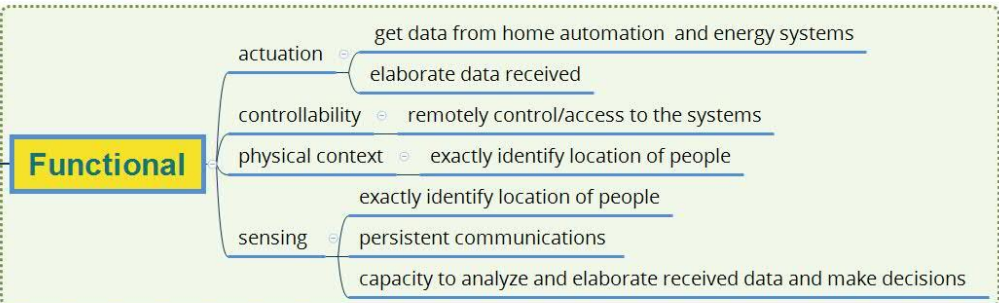 Functional
actuation
get data from home automation and energy systems
elaborate data received
controllability
remotely control/access to the systems
physical context
exactly identify location of people
sensing
exactly identify location of people
persistent communications
capacity to analyze and elaborate received data and make decisions